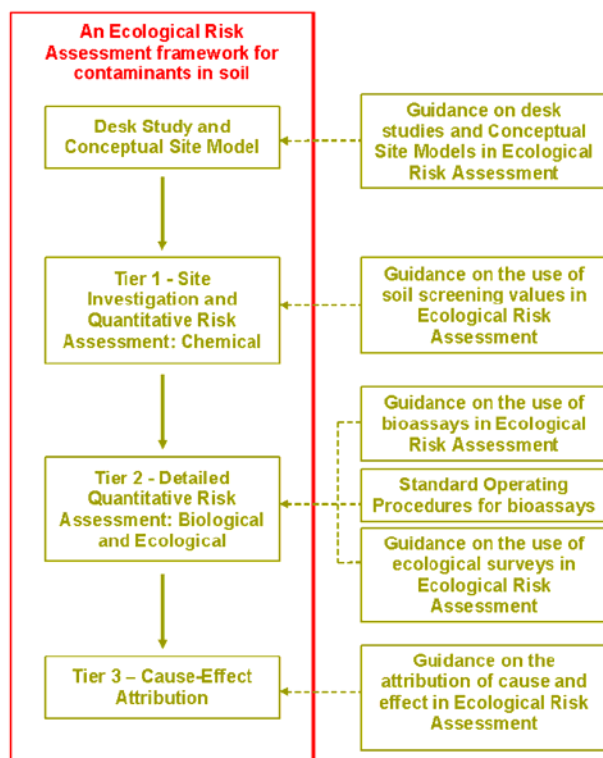 An Ecological Risk
Assessment framework for
contaminants in soil
Desk Study and
Conceptual Site Model
Guidance on desk
studies and Conceptual
Site Models in Ecological
Risk Assessment
Tier 1 - Site
Investigation and
Quantitative Risk
Assessment: Chemical
Guidance on the use of
soil screening values in
Ecological Risk
Assessment
Guidance on the use of
bioassays in Ecological
Risk Assessment
Tier 2 - Detailed
Quantitative Risk
Assessment: Biological
and Ecological
Standard Operating
Procedures for bioassays
Guidance on the use of
ecological surveys in
Ecological Risk
Assessment
Tier 3 – Cause-Effect
Attribution
Guidance on the
attribution of cause and
effect in Ecological Risk
Assessment